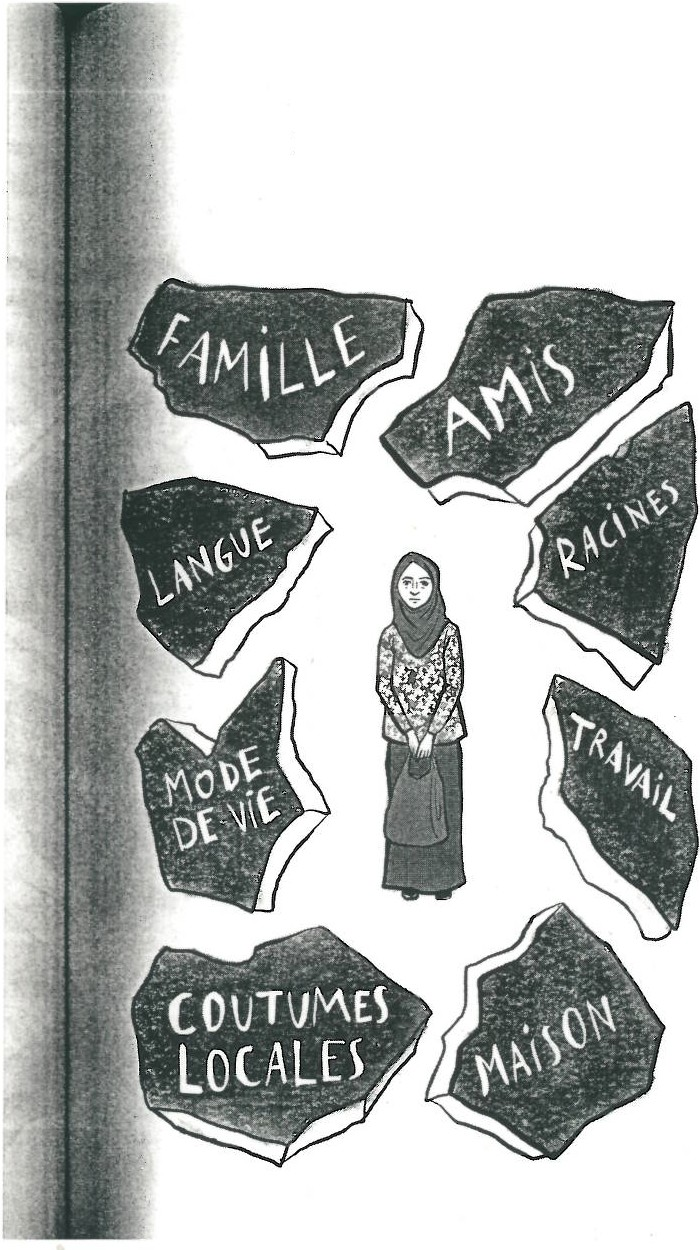 FAMILLE
AMIS
LANGUE
RACINES
MODE
DE VIE
TRAVAIL
COUTUMES
LOCALES
MAISON